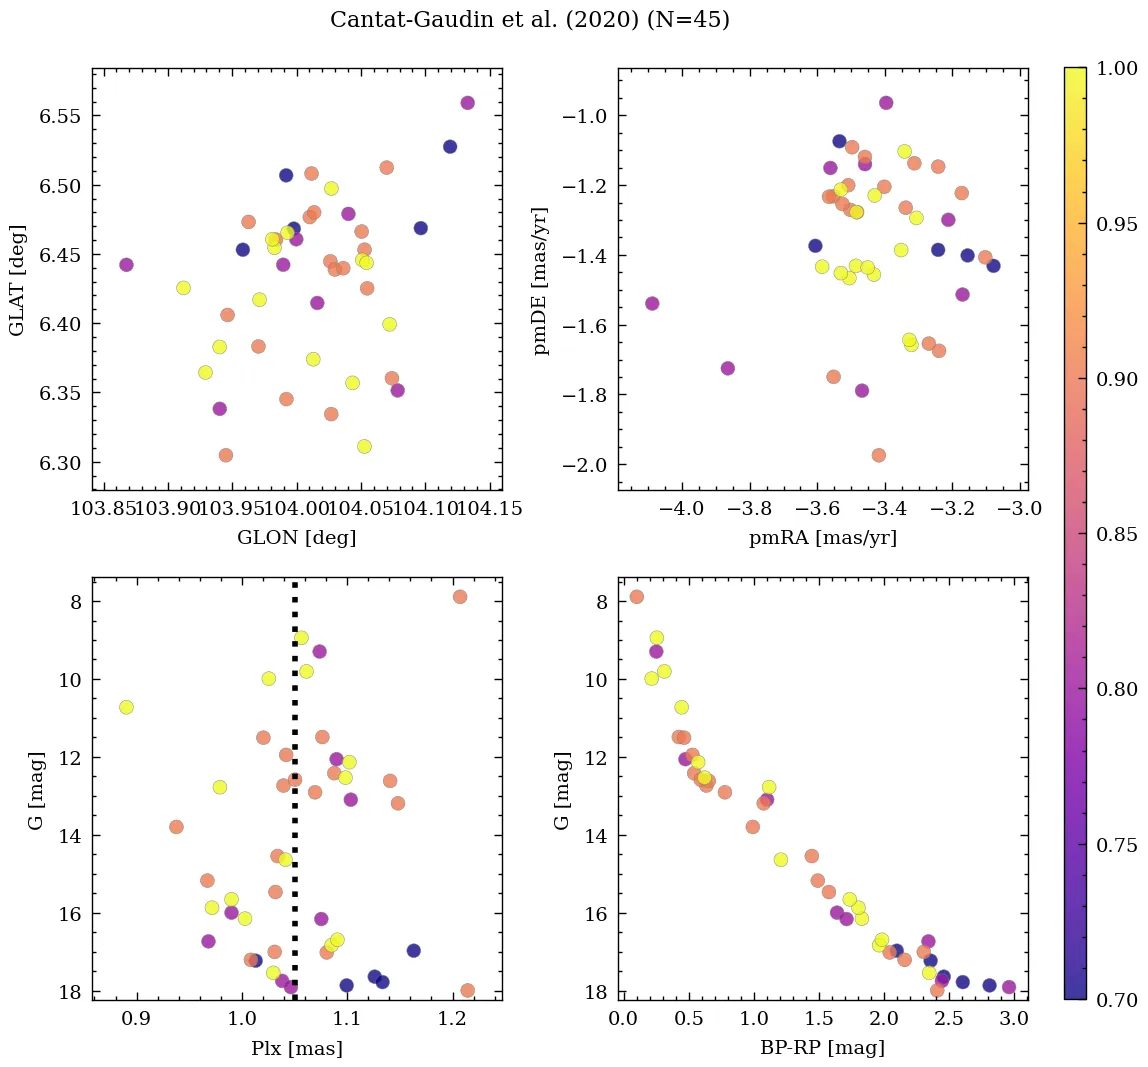 Cantat-Gaudin et al. (2020) (N=45)
6.55
6.50
6.45
6.40
6.35
6.30
GLAT [deg]
103.85 103.90 103.95 104.00 104.05 104.10 104.15
GLON [deg]
−1.0
−1.2
−1.4
−1.6
−1.8
−2.0
pmDE [mas/yr]
−4.0 −3.8 −3.6 −3.4 −3.2 −3.0
pmRA [mas/yr]
8
10
12
14
16
18
G [mag]
0.9 1.0 1.1 1.2
Plx [mas]
8
10
12
14
16
18
G [mag]
0.0 0.5 1.0 1.5 2.0 2.5 3.0
BP-RP [mag]
1.00
0.95
0.90
0.85
0.80
0.75
0.70